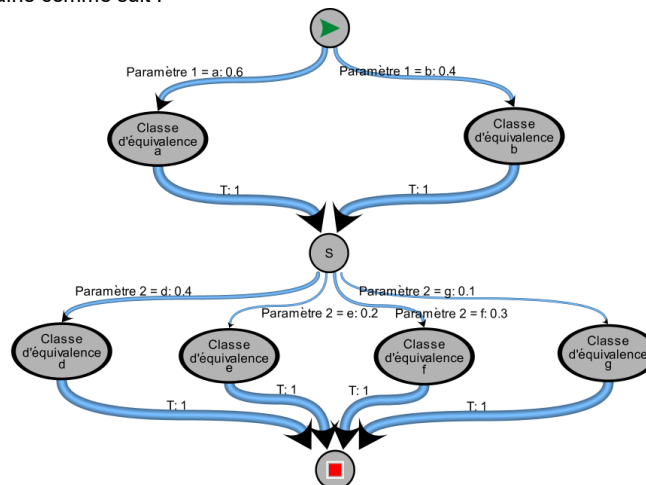 comme suit :
Paramètre 1 = a: 0.6
Paramètre 1 = b: 0.4
Classe
d'équivalence
a
Classe
d'équivalence
b
T: 1
T: 1
S
Paramètre 2 = d: 0.4
Paramètre 2 = g: 0.1
Paramètre 2 = e: 0.2
Paramètre 2 = f: 0.3
Classe
d'équivalence
d
Classe
d'équivalence
e
Classe
d'équivalence
f
Classe
d'équivalence
g
T: 1
T: 1
T: 1
T: 1